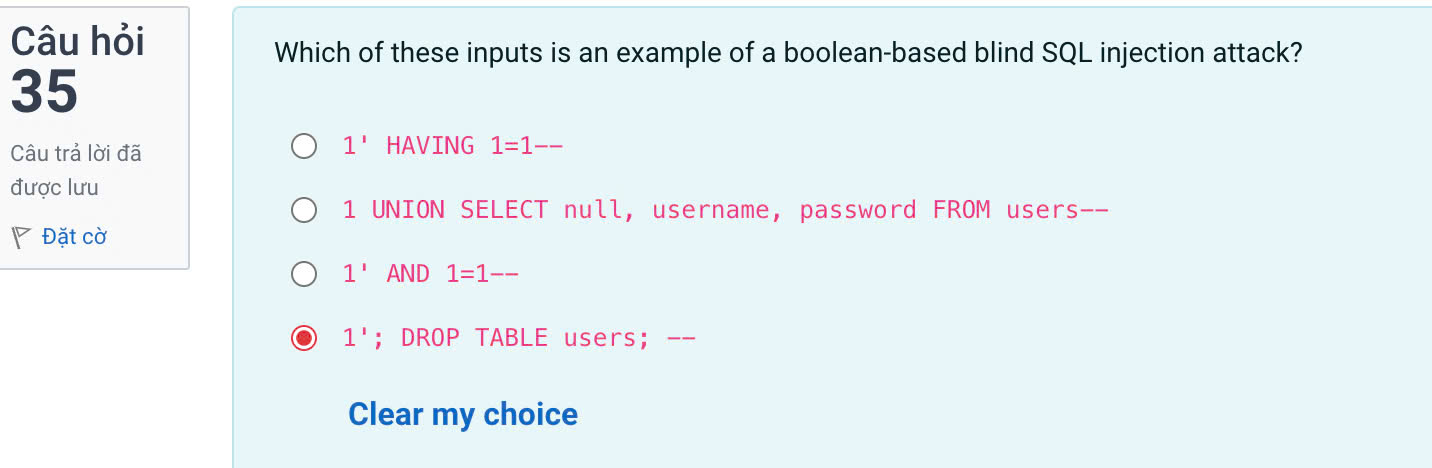 Câu hỏi
35
Câu trả lời đã
được lưu
Đặt cờ
Which of these inputs is an example of a boolean-based blind SQL injection attack?
1' HAVING 1=1--
1 UNION SELECT null, username, password FROM users--
1' AND 1=1--
1'; DROP TABLE users; --
Clear my choice